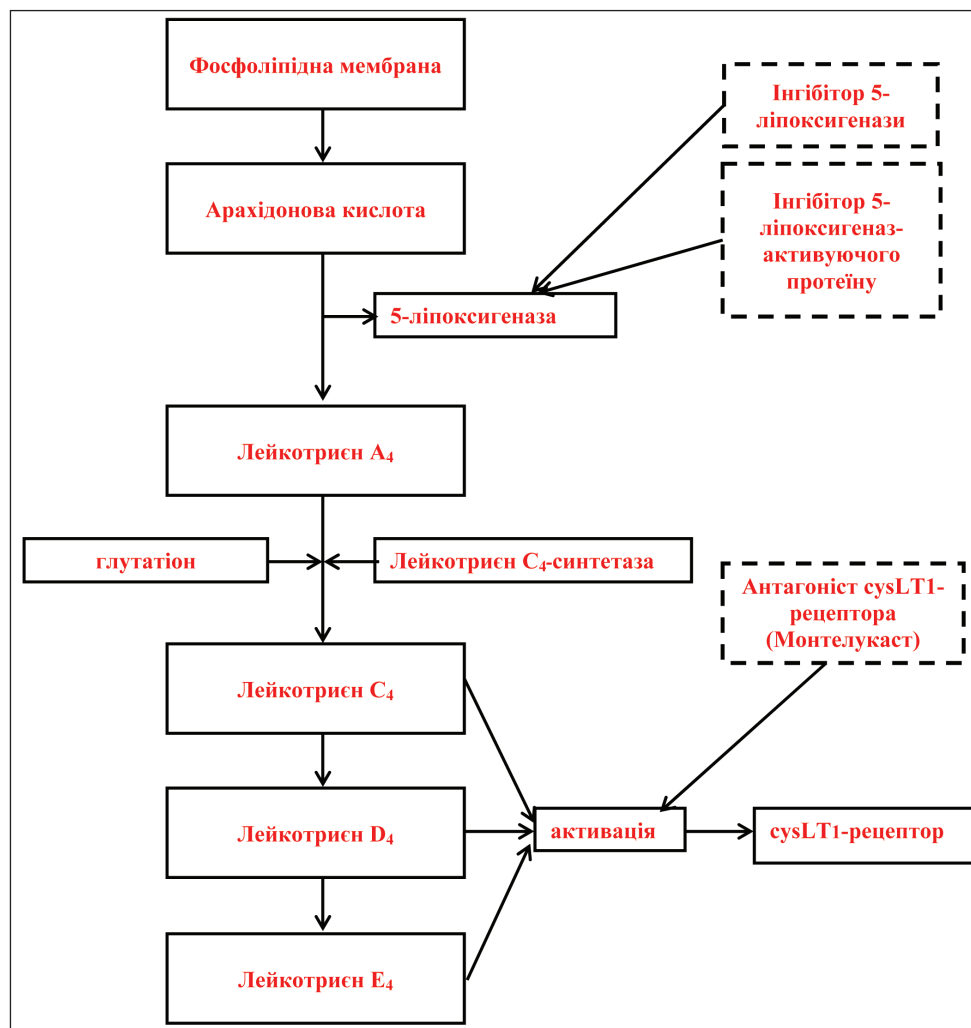 Фосфоліпідна мембрана
Інгібітор 5-
ліпоксигенази
Арахідонова кислота
Інгібітор 5-
ліпоксигеназ-
активуючого
протеїну
5-ліпоксигеназа
Лейкотриєн A₄
глутатіон
Лейкотриєн C₄-синтетаза
Антагоніст cysLT1-
рецептора
(Монтелукаст)
Лейкотриєн C₄
Лейкотриєн D₄
активація
cysLT1-рецептор
Лейкотриєн E₄